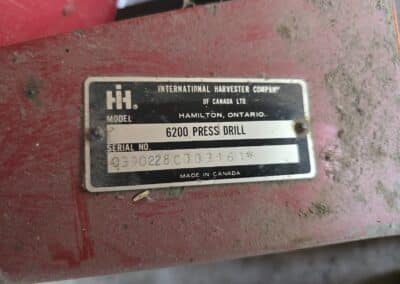 IH
INTERNATIONAL HARVESTER COMPANY
OF CANADA LTD
HAMILTON, ONTARIO
MODEL
6200 PRESS DRILL
SERIAL NO.
MADE IN CANADA